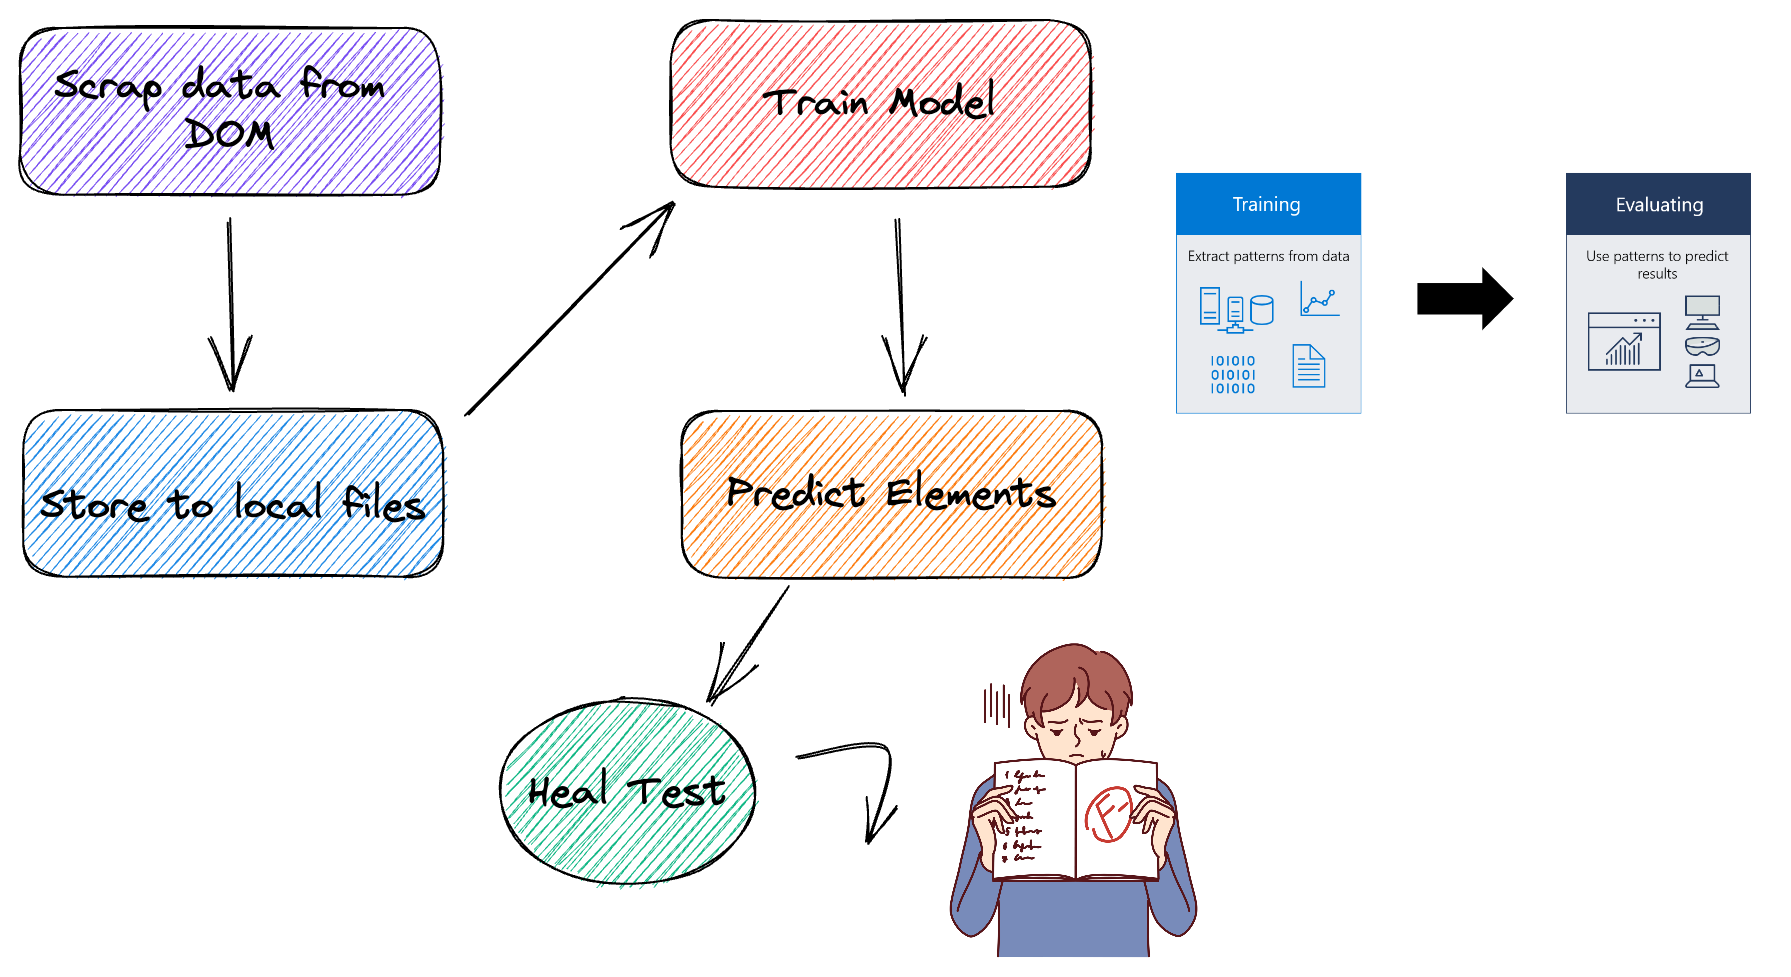 Scrap data from
DOM
Store to local files
Train Model
Predict Elements
Heal Test
Training
Extract patterns from data
101010
010101
101010
Evaluating
Use patterns to predict
results
F-